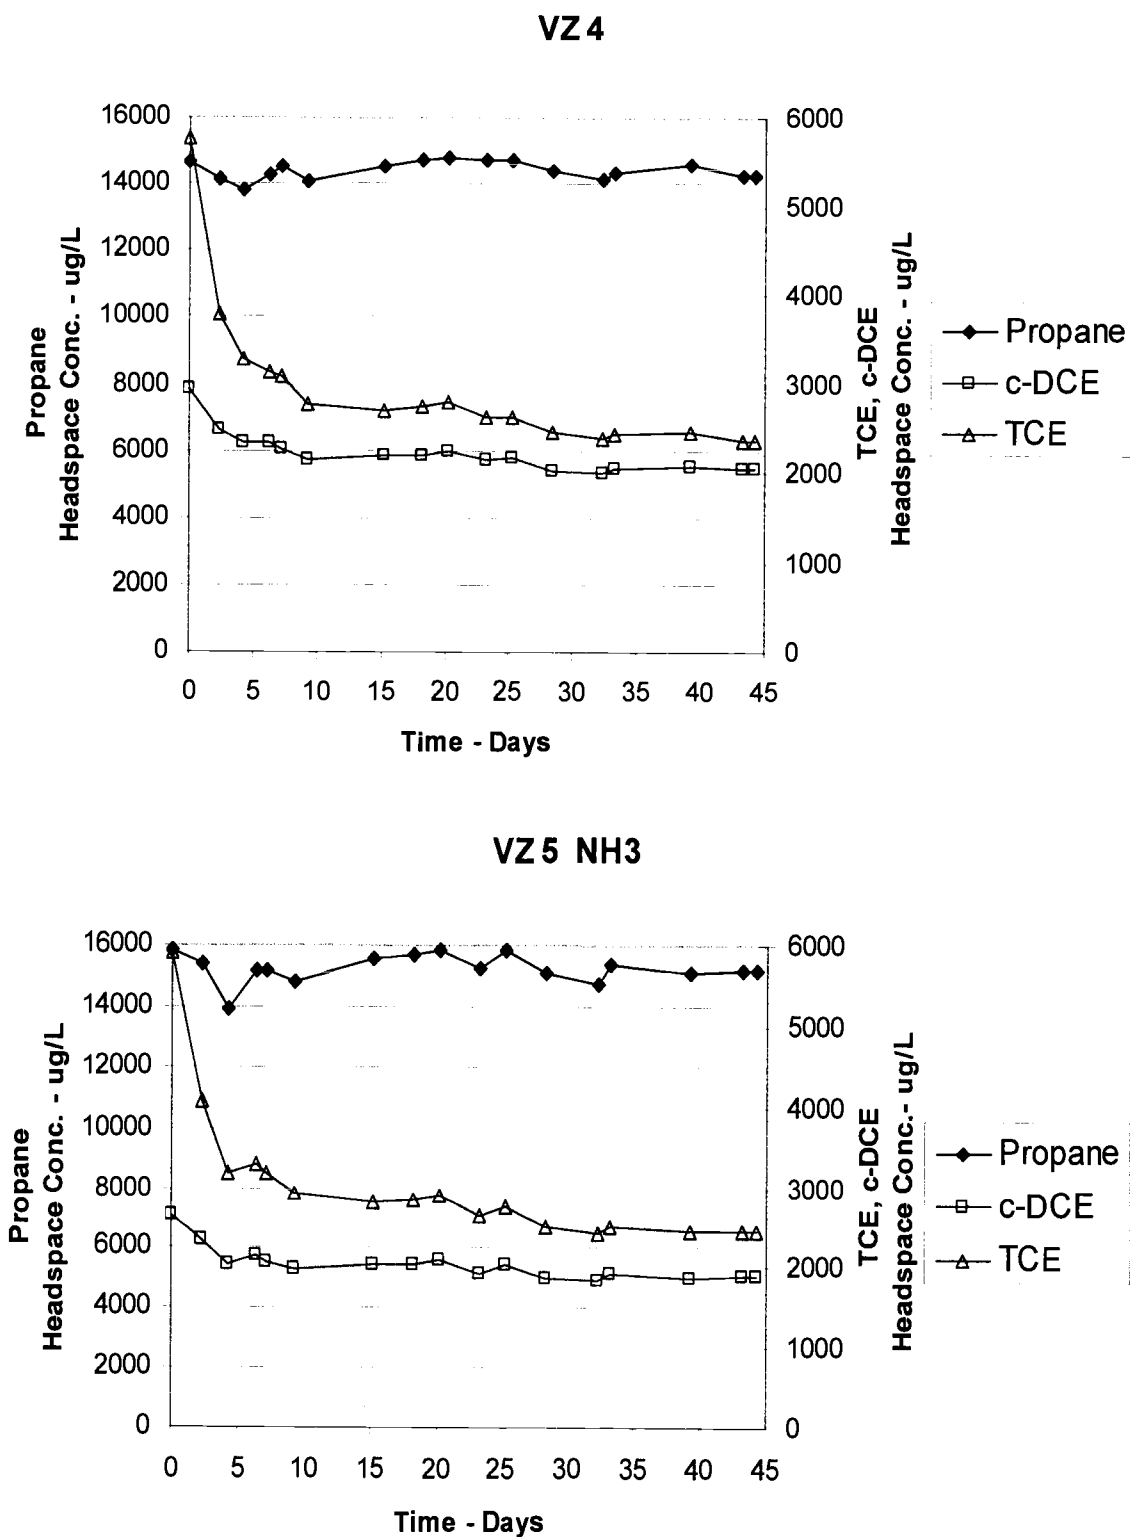 VZ 4
16000
14000
12000
10000
8000
6000
4000
2000
0
Propane
Headspace Conc. - ug/L
6000
5000
4000
3000
2000
1000
0
TCE, c-DCE
Headspace Conc. - ug/L
0 5 10 15 20 25 30 35 40 45
Time - Days
Propane
c-DCE
TCE
VZ 5 NH3
16000
14000
12000
10000
8000
6000
4000
2000
0
Propane
Headspace Conc. - ug/L
6000
5000
4000
3000
2000
1000
0
TCE, c-DCE
Headspace Conc.- ug/L
0 5 10 15 20 25 30 35 40 45
Time - Days
Propane
c-DCE
TCE